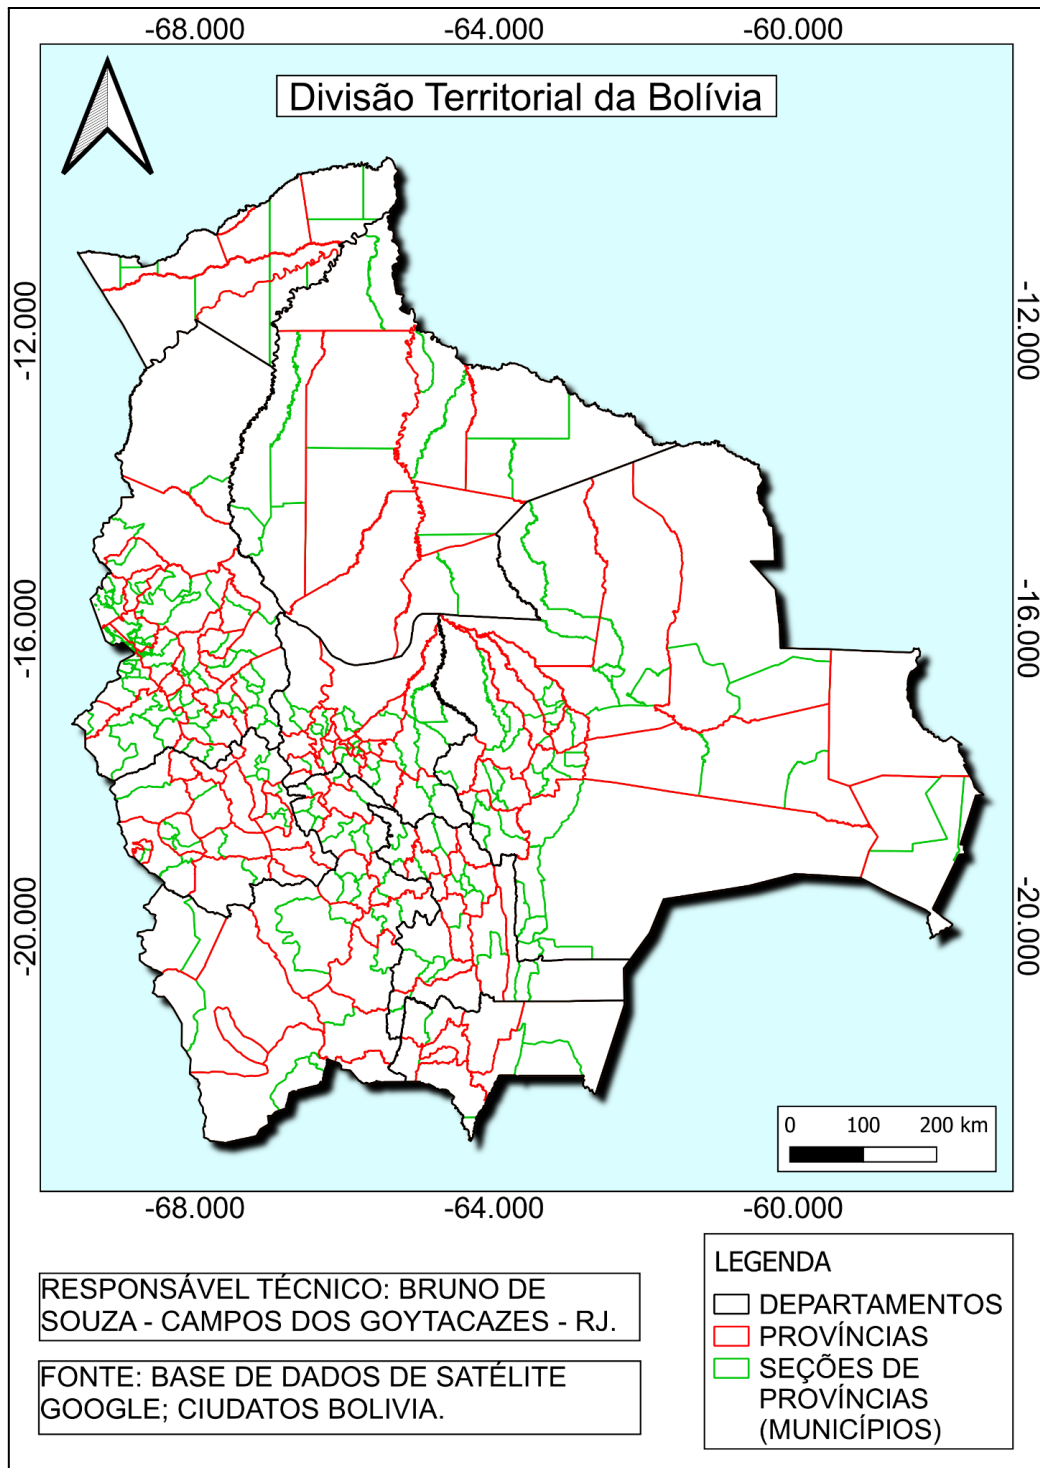 -68.000 -64.000 -60.000
Divisão Territorial da Bolívia
-12.000
-12.000
-16.000
-16.000
-20.000
-20.000
0 100 200 km
-68.000 -64.000 -60.000
LEGENDA
DEPARTAMENTOS
PROVÍNCIAS
SEÇÕES DE
PROVÍNCIAS
(MUNICÍPIOS)
RESPONSÁVEL TÉCNICO: BRUNO DE
SOUZA - CAMPOS DOS GOYTACAZES - RJ.
FONTE: BASE DE DADOS DE SATÉLITE
GOOGLE; CIUDATOS BOLIVIA.